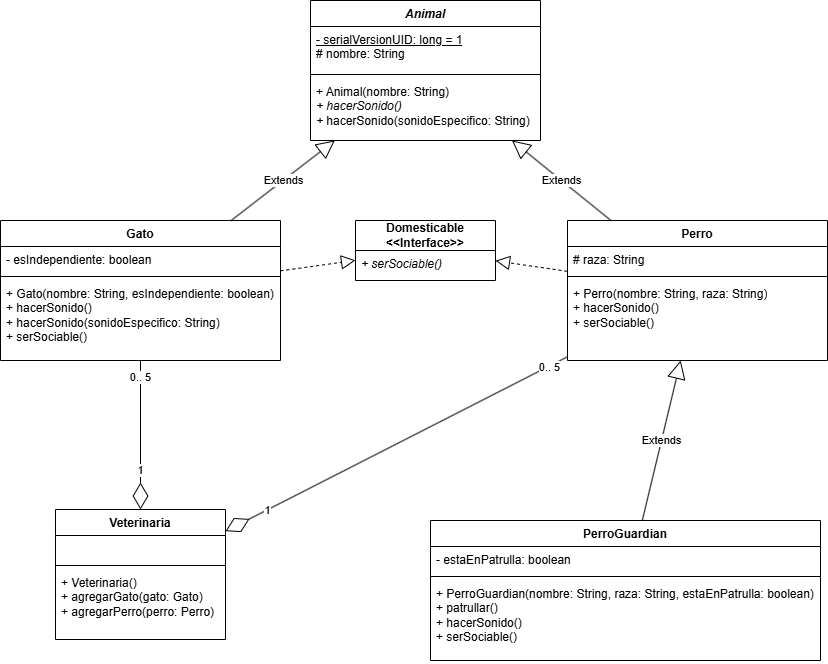 Animal
- serialVersionUID: long = 1
# nombre: String
+ Animal(nombre: String)
+ hacerSonido()
+ hacerSonido(sonidoEspecifico: String)
Extends
Extends
Gato
- esIndependiente: boolean
+ Gato(nombre: String, esIndependiente: boolean)
+ hacerSonido()
+ hacerSonido(sonidoEspecifico: String)
+ serSociable()
Domesticable
<<Interface>>
+ serSociable()
Perro
# raza: String
+ Perro(nombre: String, raza: String)
+ hacerSonido()
+ serSociable()
0.. 5
0.. 5
1
1
Extends
Veterinaria
+ Veterinaria()
+ agregarGato(gato: Gato)
+ agregarPerro(perro: Perro)
PerroGuardian
- estaEnPatrulla: boolean
+ PerroGuardian(nombre: String, raza: String, estaEnPatrulla: boolean)
+ patrullar()
+ hacerSonido()
+ serSociable()